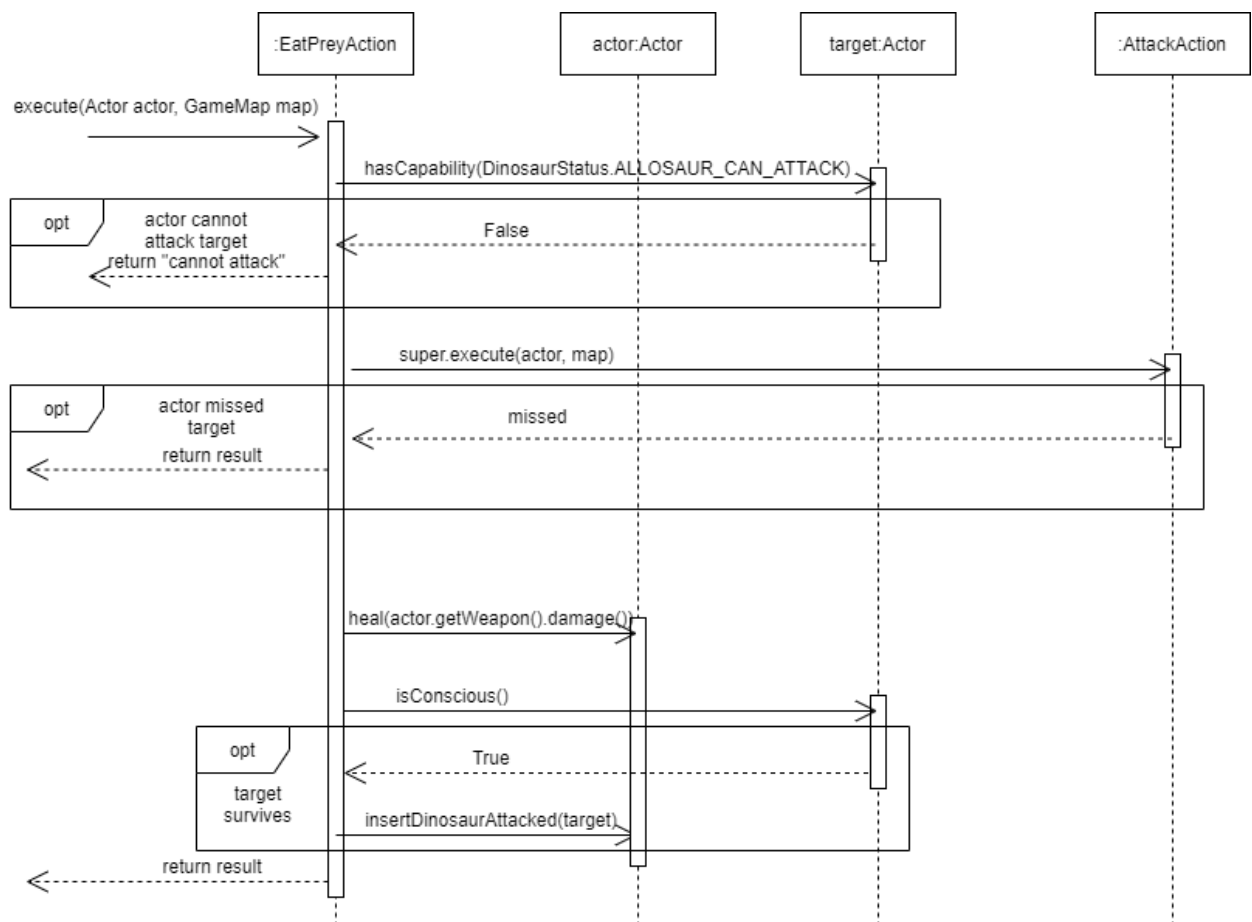 :EatPreyAction
actor:Actor
target:Actor
:AttackAction
execute(Actor actor, GameMap map)
hasCapability(DinosaurStatus.ALLOSAUR_CAN_ATTACK)
opt
actor cannot
attack target
False
return "cannot attack"
super.execute(actor, map)
opt
actor missed
target
missed
return result
heal(actor.getWeapon().damage())
isConscious()
opt
True
target
survives
insertDinosaurAttacked(target)
return result